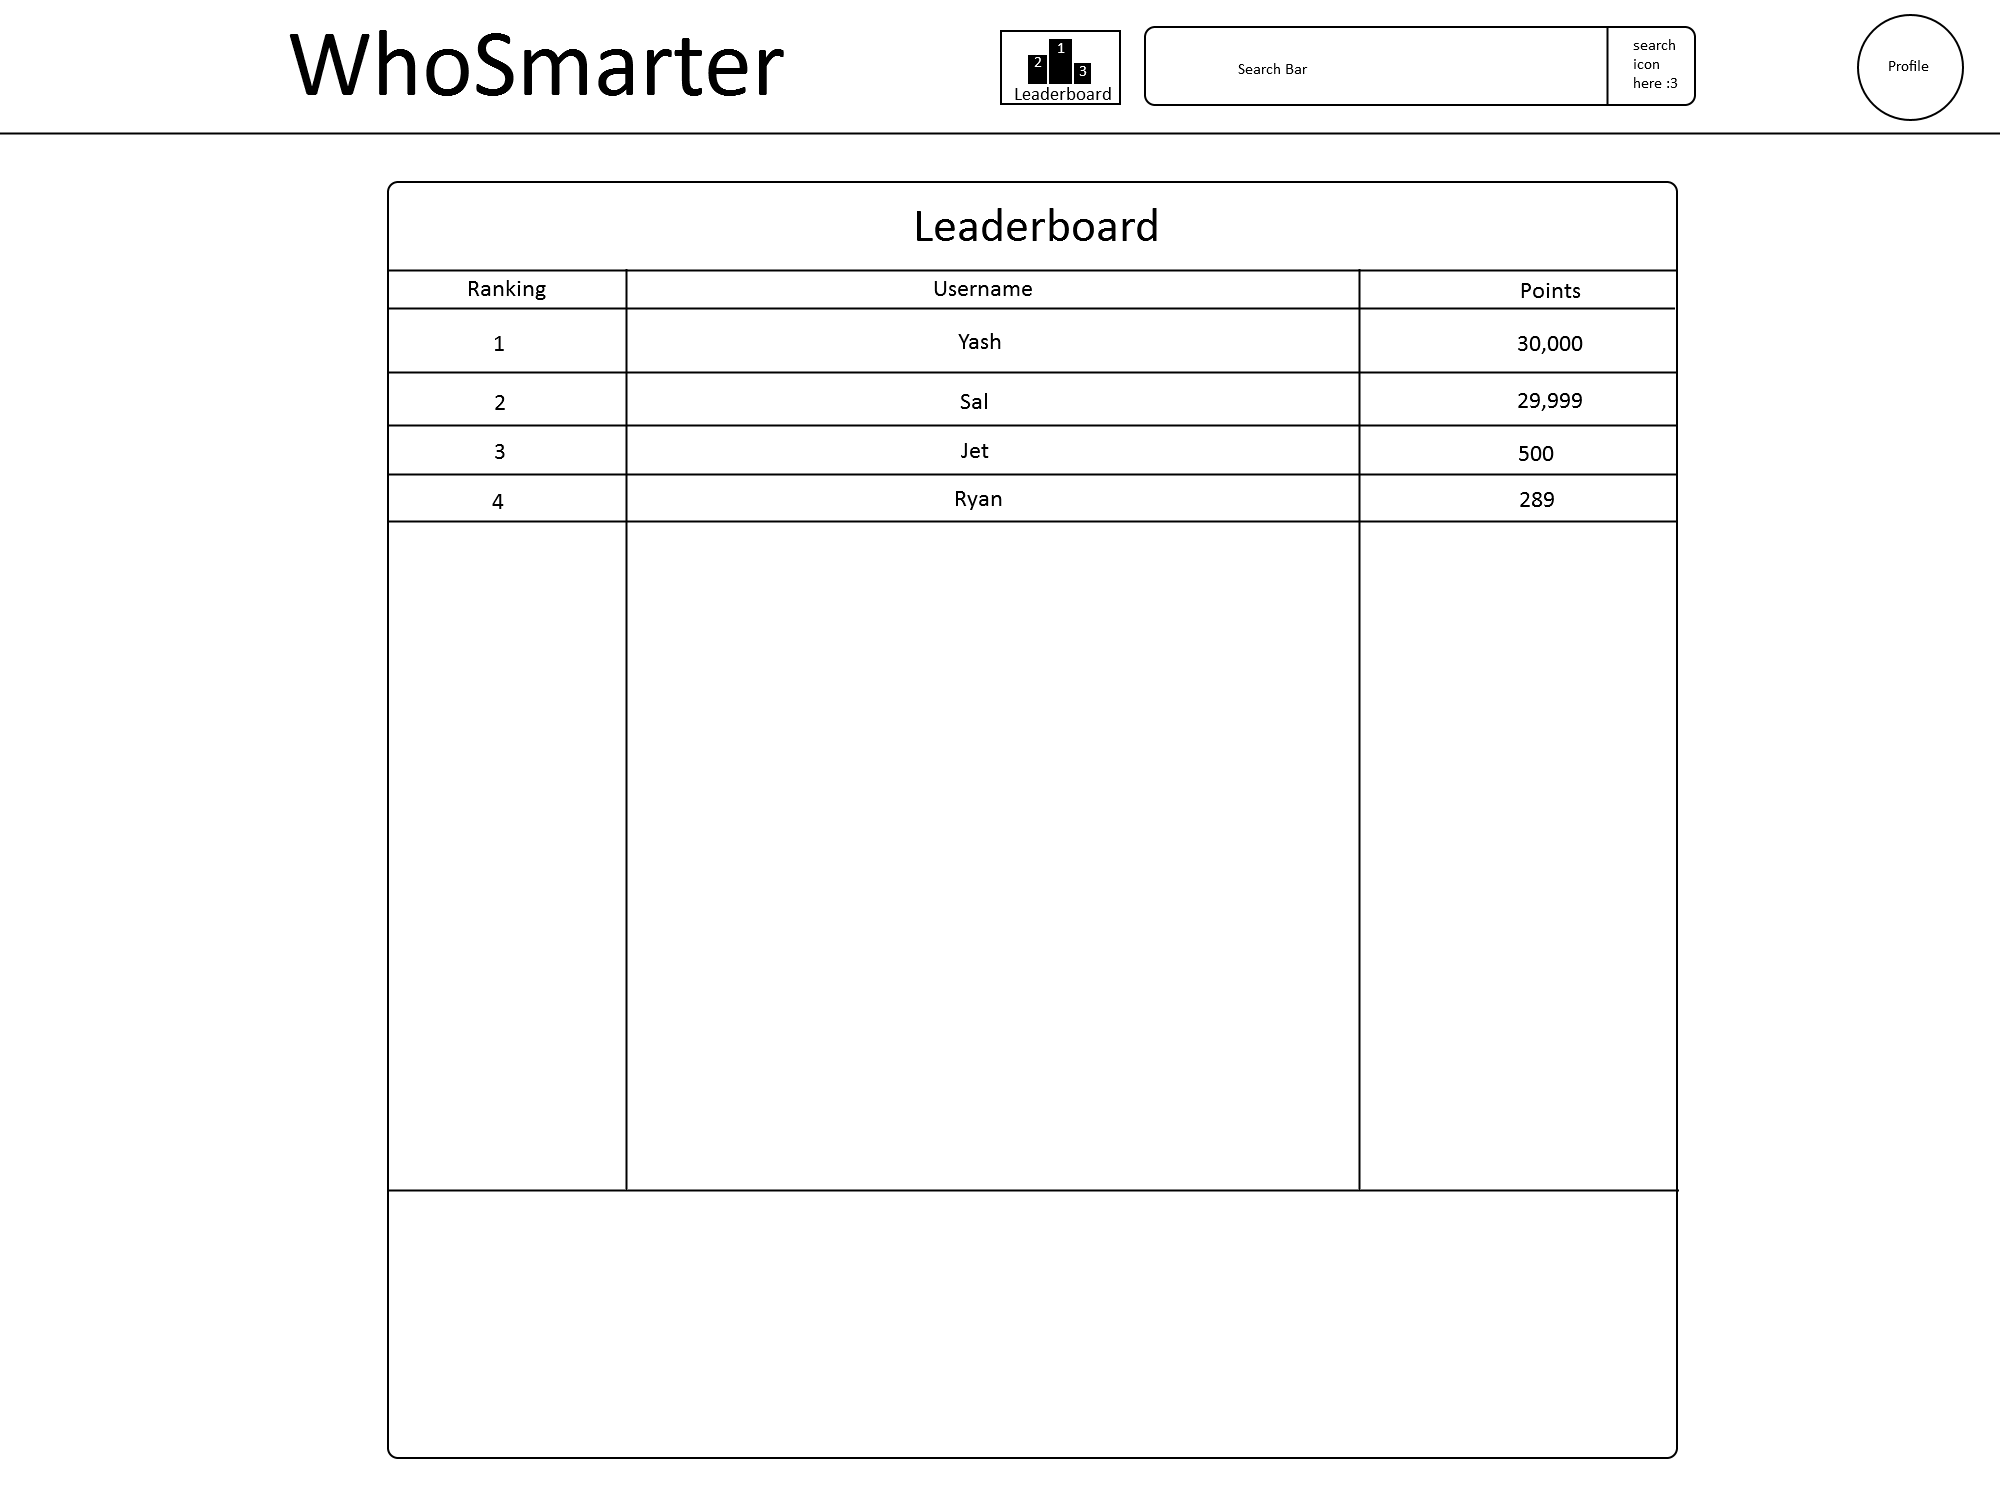 WhoSmarter
1
2
3
Leaderboard
Search Bar
search
icon
here :3
Profile
Leaderboard
Ranking Username Points
1 Yash 30,000
2 Sal 29,999
3 Jet 500
4 Ryan 289